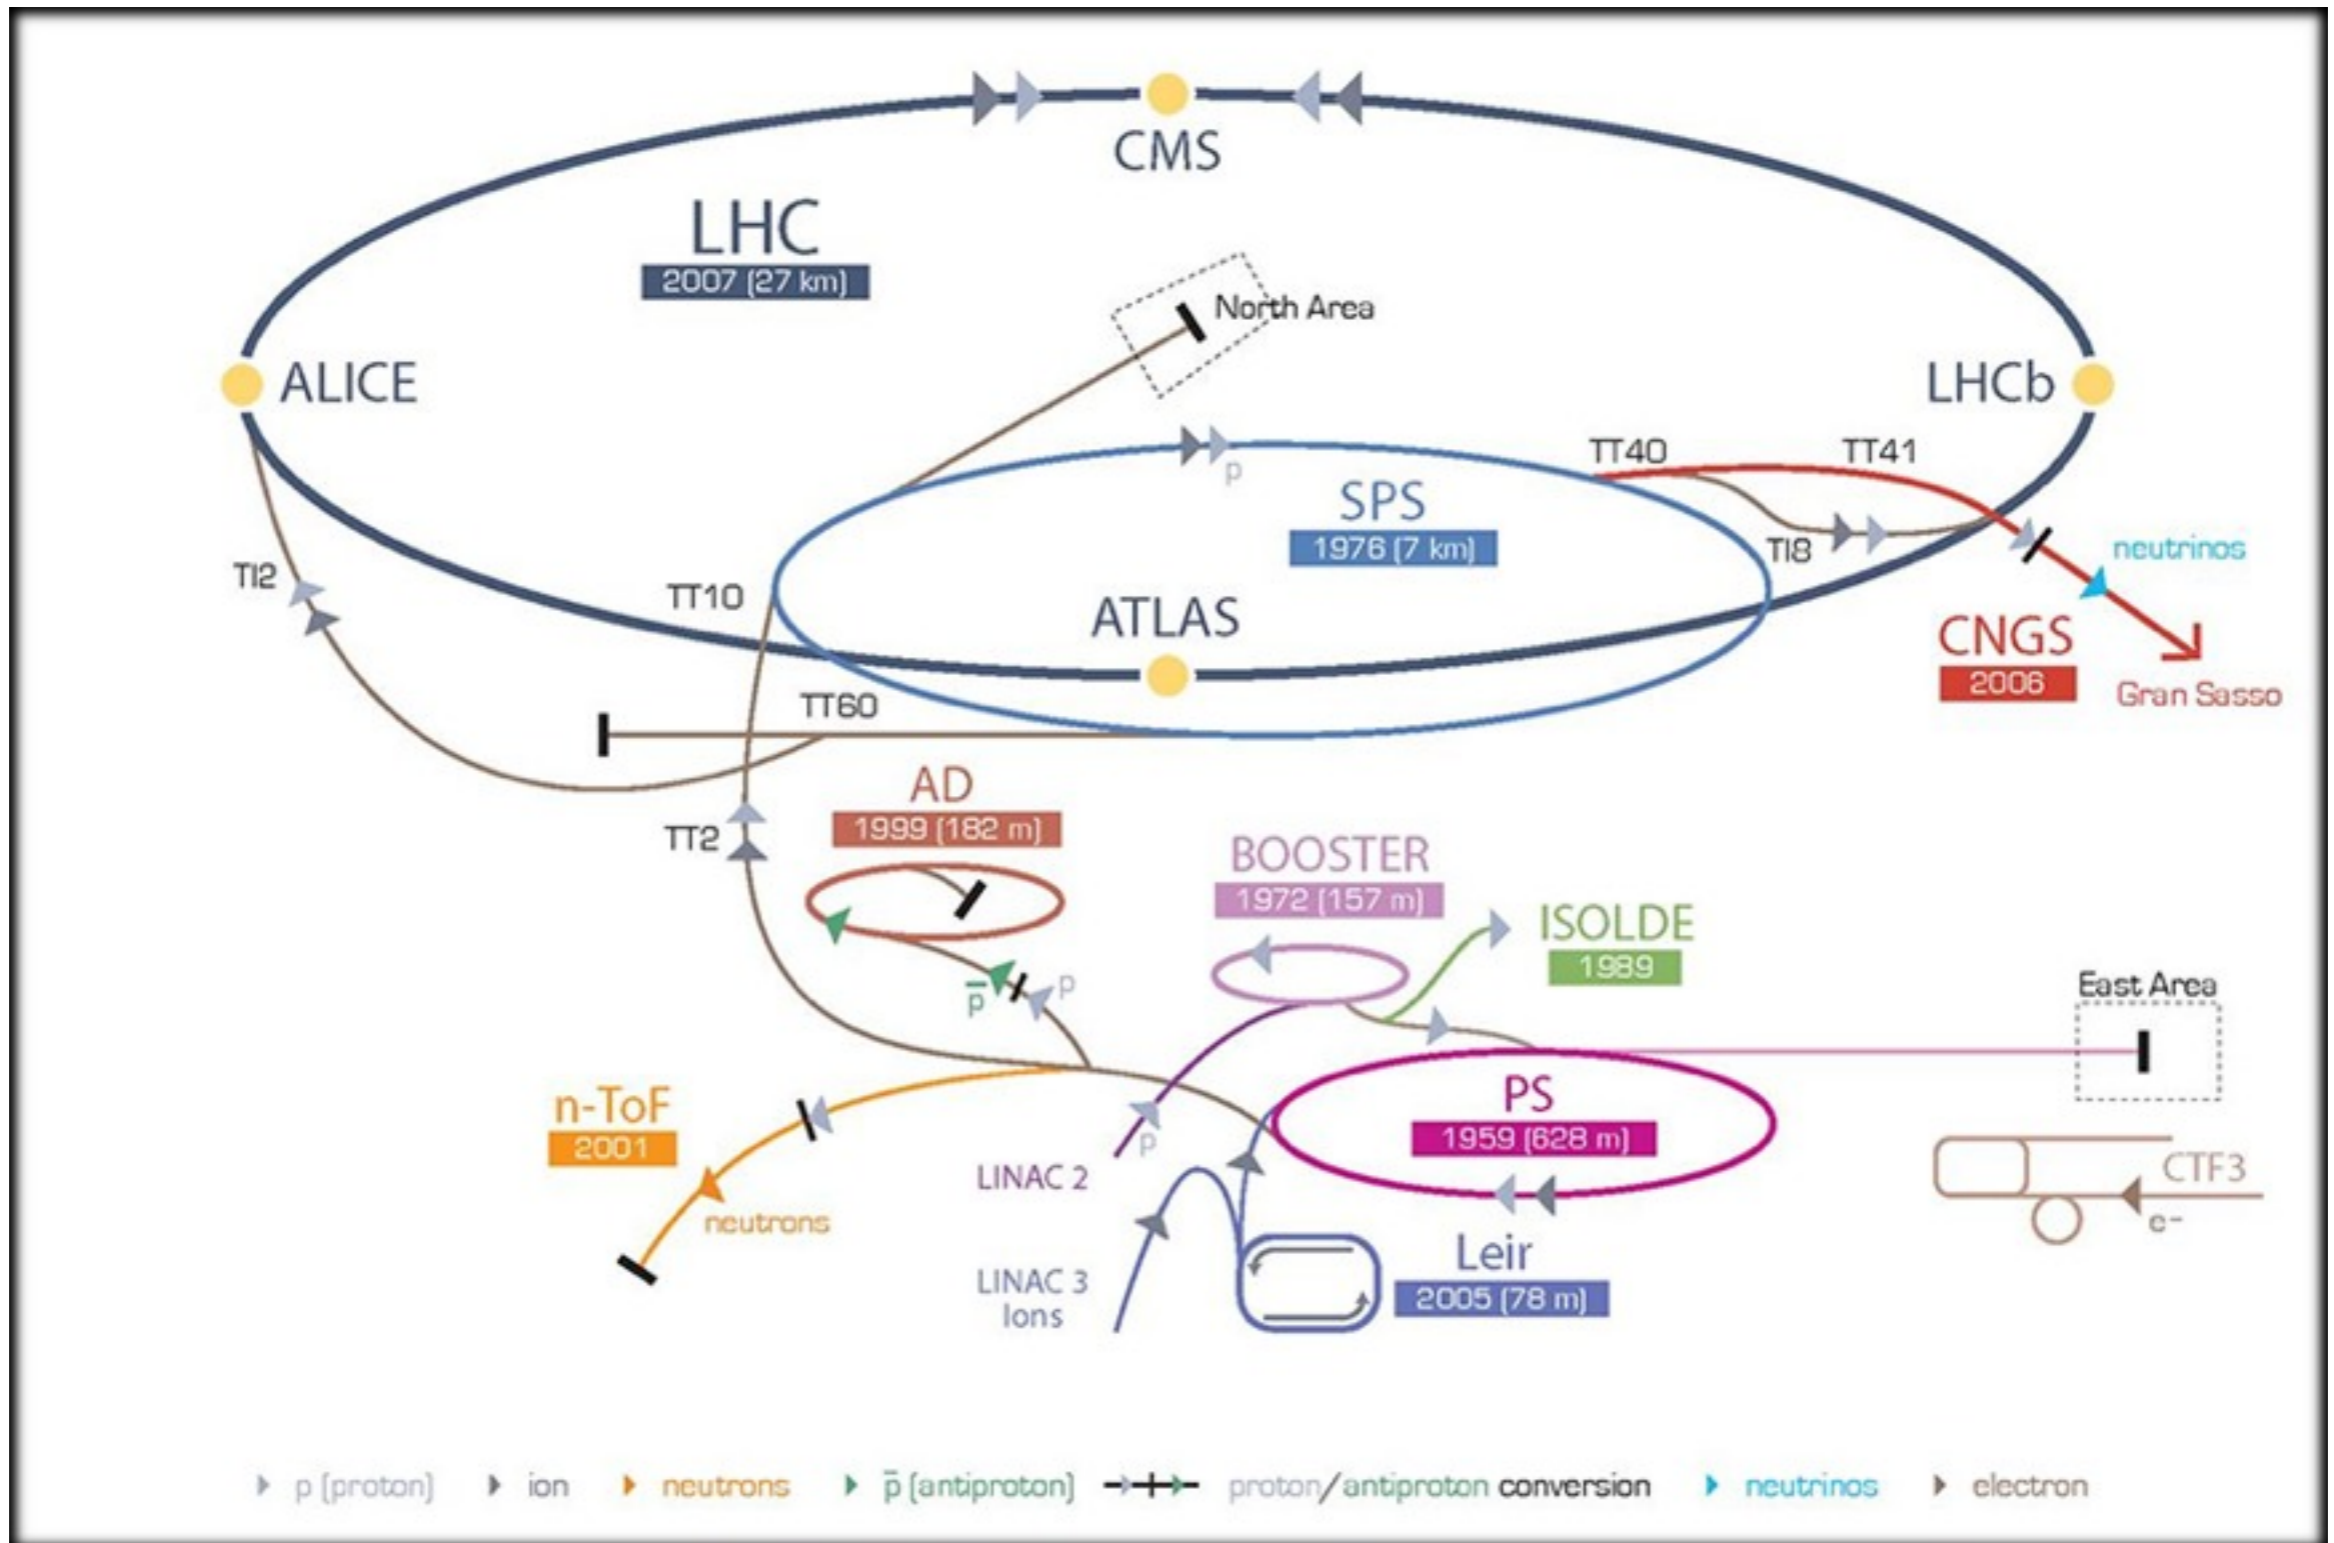 CMS
LHC
2007 (27 km)
North Area
ALICE
LHCb
TT40
TT41
p
SPS
1976 (7 km)
TI8
neutrinos
TI2
TT10
ATLAS
CNGS
2006
Gran Sasso
TT60
AD
1999 (182 m)
TT2
BOOSTER
1972 (157 m)
ISOLDE
1989
p̅
p
East Area
n-ToF
2001
PS
1959 (628 m)
p
LINAC 2
CTF3
neutrons
e-
Leir
2005 (78 m)
LINAC 3
Ions
p (proton) ion neutrons p̅ (antiproton) proton/antiproton conversion neutrinos electron